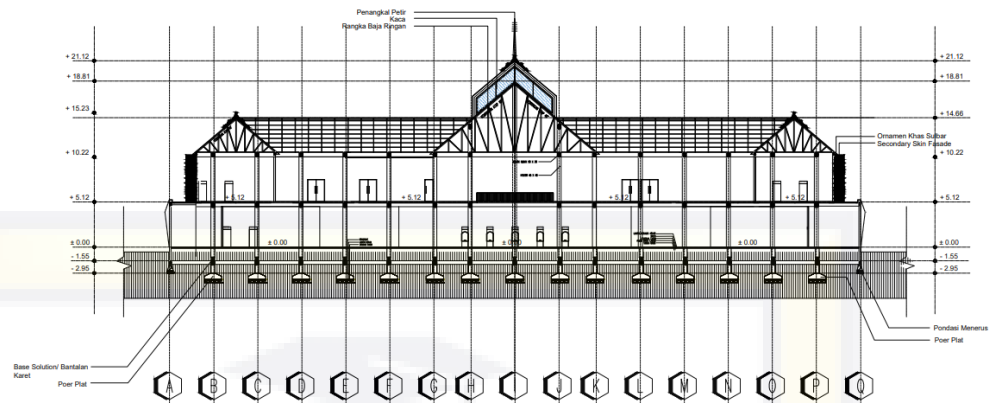 Penangkal Petir
Kaca
Rangka Baja Ringan
+ 21.12
+ 21.12
+ 18.81
+ 18.81
+ 15.23
+ 14.66
Ornamen Khas Sulbar
Secondary Skin Fasade
+ 10.22
+ 10.22
+ 5.12
+ 5.12
+ 5.12
+ 5.12
+ 5.12
+ 5.12
± 0.00
± 0.00
± 0.00
± 0.00
± 0.00
- 1.55
- 1.55
- 2.95
- 2.95
Pondasi Menerus
Poer Plat
Base Solution/ Bantalan
Karet
Poer Plat
A B C D E F G H I J K L M N O P Q